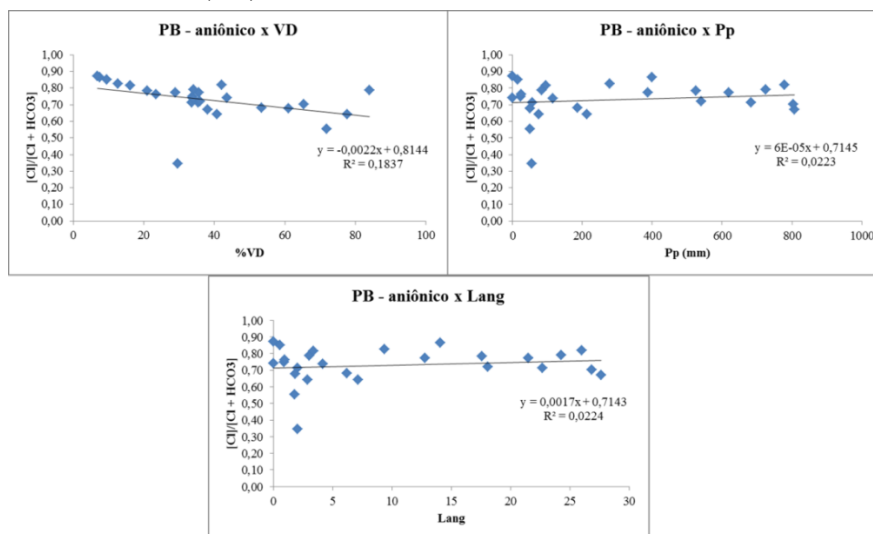 PB - aniônico x VD
[Cl]/[Cl + HCO3]
1,00
0,90
0,80
0,70
0,60
0,50
0,40
0,30
0,20
0,10
0,00
y = -0,0022x + 0,8144
R² = 0,1837
0 20 40 60 80 100
%VD
PB - aniônico x Pp
[Cl]/[Cl + HCO3]
1,00
0,90
0,80
0,70
0,60
0,50
0,40
0,30
0,20
0,10
0,00
y = 6E-05x + 0,7145
R² = 0,0223
0 200 400 600 800 1000
Pp (mm)
PB - aniônico x Lang
[Cl]/[Cl + HCO3]
1,00
0,90
0,80
0,70
0,60
0,50
0,40
0,30
0,20
0,10
0,00
y = 0,0017x + 0,7143
R² = 0,0224
0 5 10 15 20 25 30
Lang